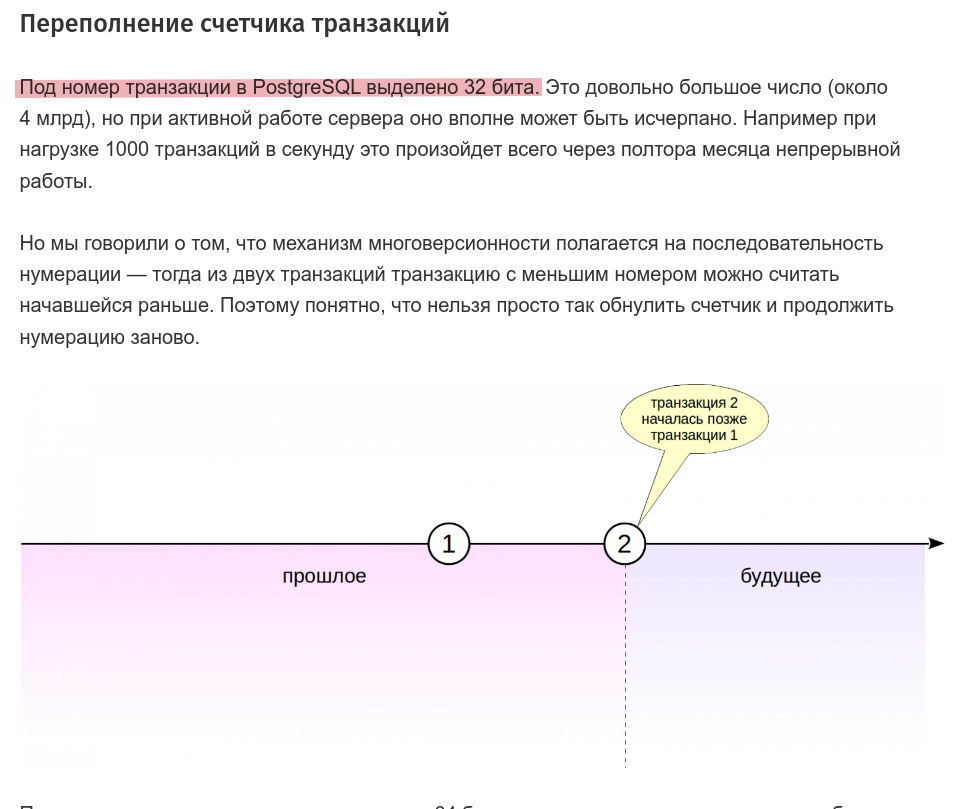 Переполнение счетчика транзакций
Под номер транзакции в PostgreSQL выделено 32 бита. Это довольно большое число (около
4 млрд), но при активной работе сервера оно вполне может быть исчерпано. Например при
нагрузке 1000 транзакций в секунду это произойдет всего через полтора месяца непрерывной
работы.
Но мы говорили о том, что механизм многоверсионности полагается на последовательность
нумерации — тогда из двух транзакций транзакцию с меньшим номером можно считать
начавшейся раньше. Поэтому понятно, что нельзя просто так обнулить счетчик и продолжить
нумерацию заново.
транзакция 2
началась позже
транзакции 1
1
2
прошлое
будущее